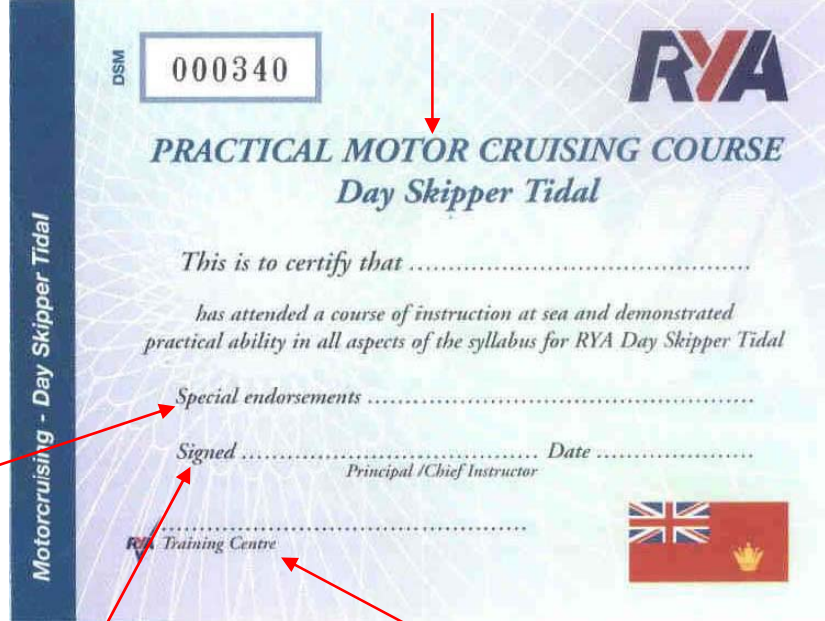 DSM
000340
RYA
PRACTICAL MOTOR CRUISING COURSE
Day Skipper Tidal
This is to certify that ..........................................
has attended a course of instruction at sea and demonstrated
practical ability in all aspects of the syllabus for RYA Day Skipper Tidal
Special endorsements ................................................
Signed ..................................... Date ....................
Principal /Chief Instructor
RYA Training Centre
Motorcruising - Day Skipper Tidal